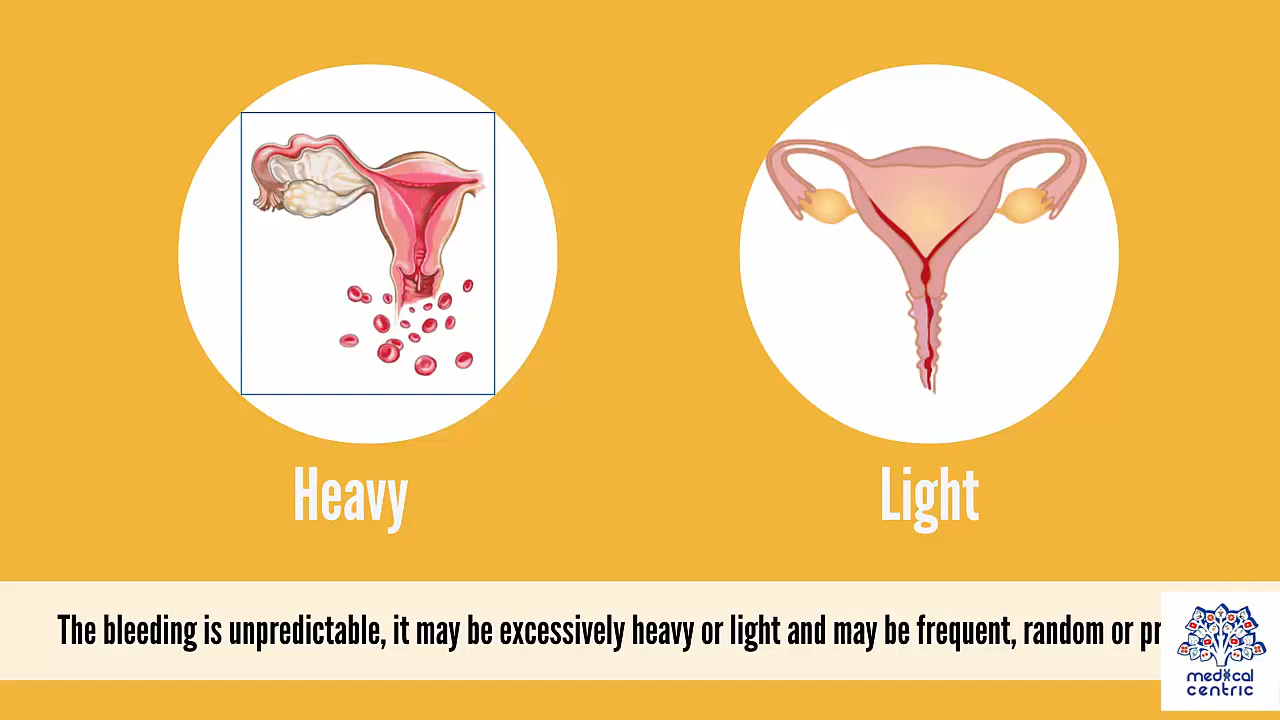 Heavy
Light
The bleeding is unpredictable, it may be excessively heavy or light and may be frequent, random or
medical
centric